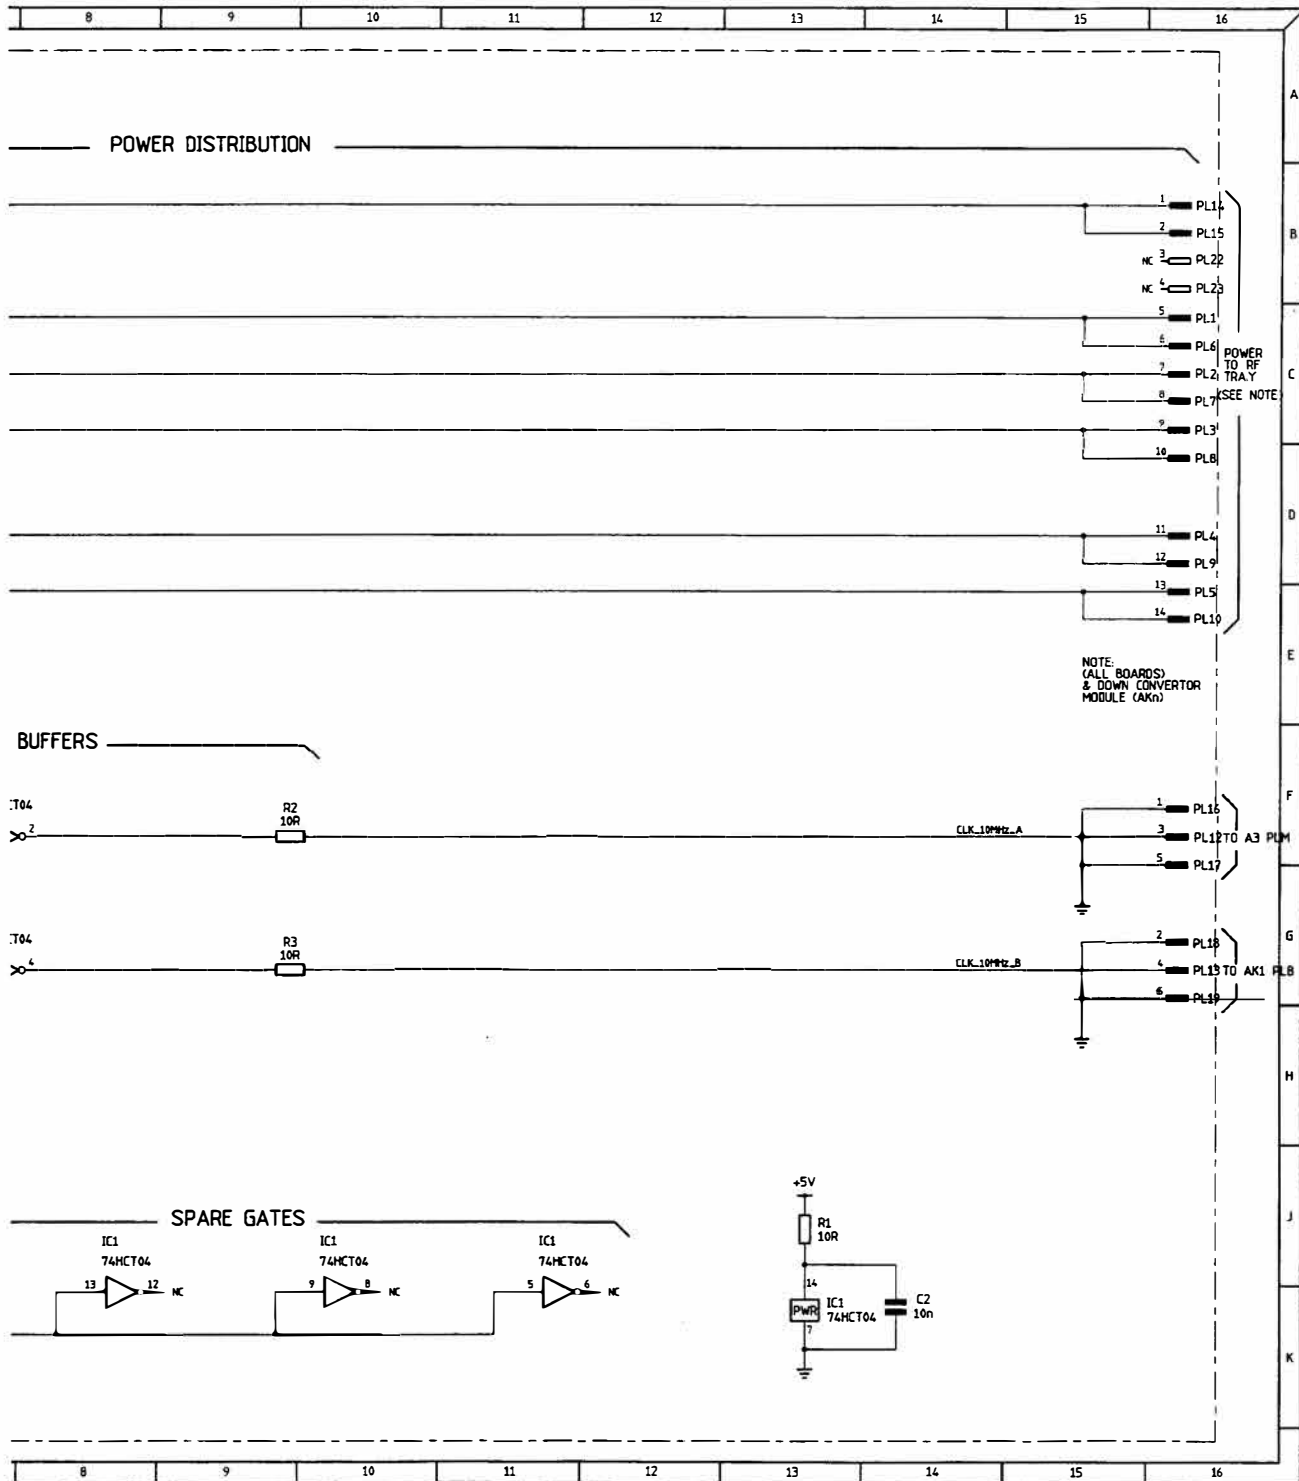 8 9 10 11 12 13 14 15 16
A
POWER DISTRIBUTION
1 PL14
2 PL15
B
NC 3 PL22
NC 4 PL23
5 PL1
6 PL6
POWER
TO RF
TRAY
(SEE NOTE)
7 PL2
C
8 PL7
9 PL3
10 PL8
D
11 PL4
12 PL9
13 PL5
14 PL10
NOTE:
(ALL BOARDS)
& DOWN CONVERTOR
MODULE (AKn)
E
BUFFERS
F
CT04
2
R2
10R
CLK_10MHz_A
1 PL16
3 PL12 TO A3 PLM
5 PL17
G
CT04
4
R3
10R
CLK_10MHz_B
2 PL18
4 PL13 TO AK1 PLB
6 PL19
H
+5V
R1
10R
J
SPARE GATES
IC1
74HCT04
13 12 NC
IC1
74HCT04
9 8 NC
IC1
74HCT04
5 6 NC
14
PWR
IC1
74HCT04
7
C2
10n
K
8 9 10 11 12 13 14 15 16